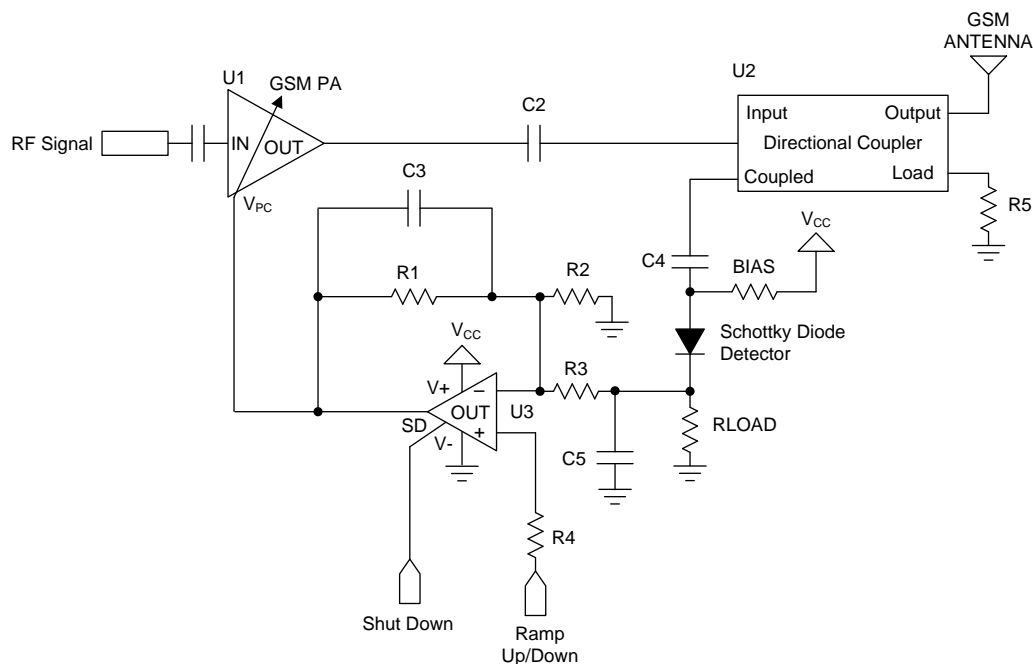 GSM
ANTENNA
U1
U2
GSM PA
C2
Input
Output
RF Signal
IN
OUT
Directional Coupler
C3
Coupled
Load
VPC
VCC
R5
C4
BIAS
R1
R2
Schottky Diode
Detector
VCC
V+
−
R3
OUT
U3
SD
+
RLOAD
V-
C5
R4
Shut Down
Ramp
Up/Down